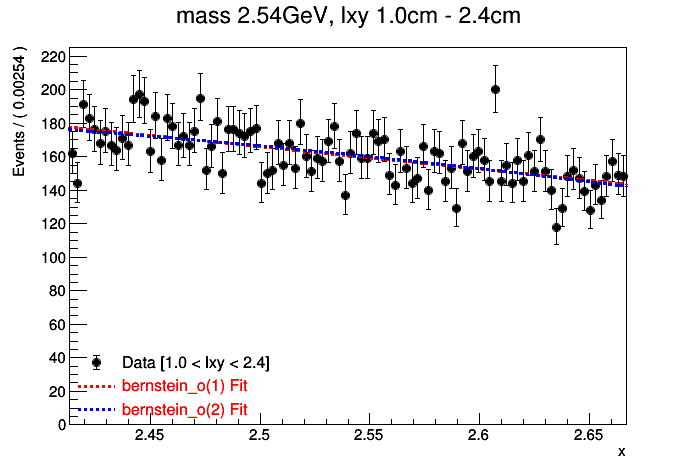 mass 2.54GeV, lxy 1.0cm - 2.4cm
Events / ( 0.00254 )
220
200
180
160
140
120
100
80
60
40
20
0
Data [1.0 < lxy < 2.4]
bernstein_o(1) Fit
bernstein_o(2) Fit
2.45 2.5 2.55 2.6 2.65
x